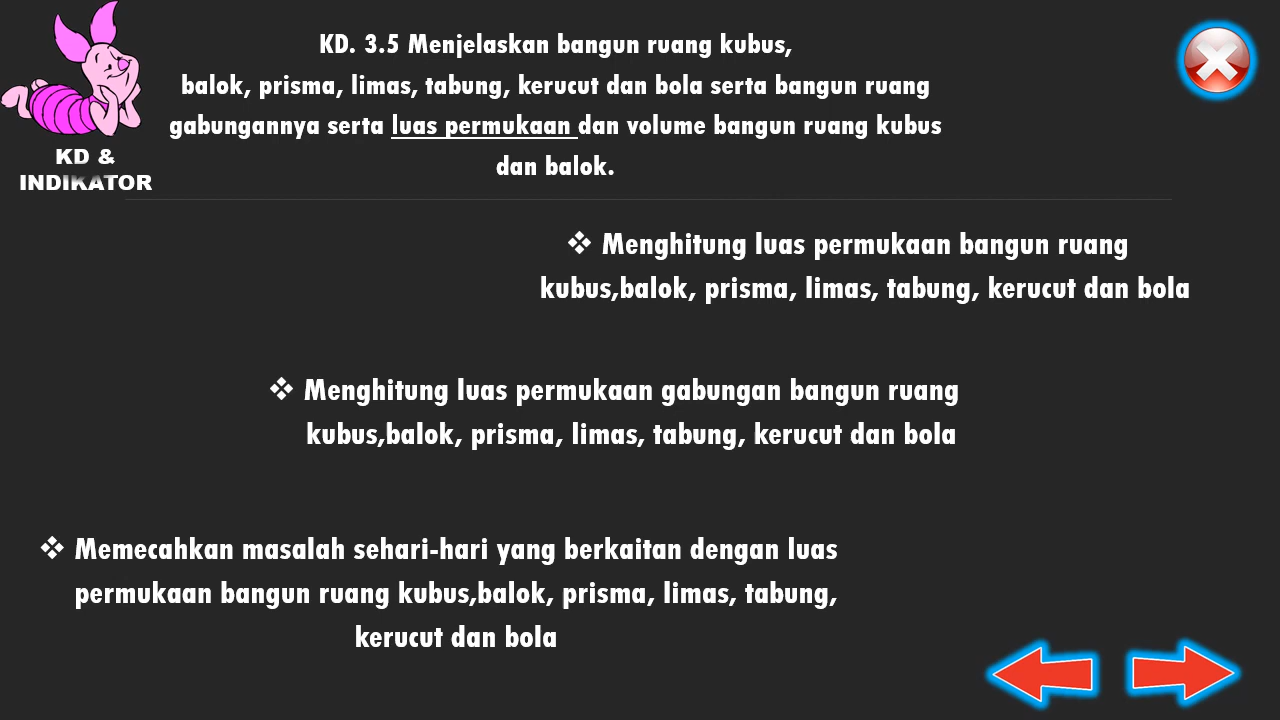 KD. 3.5 Menjelaskan bangun ruang kubus,
balok, prisma, limas, tabung, kerucut dan bola serta bangun ruang
gabungannya serta luas permukaan dan volume bangun ruang kubus
dan balok.
KD &
INDIKATOR
❖ Menghitung luas permukaan bangun ruang
kubus,balok, prisma, limas, tabung, kerucut dan bola
❖ Menghitung luas permukaan gabungan bangun ruang
kubus,balok, prisma, limas, tabung, kerucut dan bola
❖ Memecahkan masalah sehari-hari yang berkaitan dengan luas
permukaan bangun ruang kubus,balok, prisma, limas, tabung,
kerucut dan bola